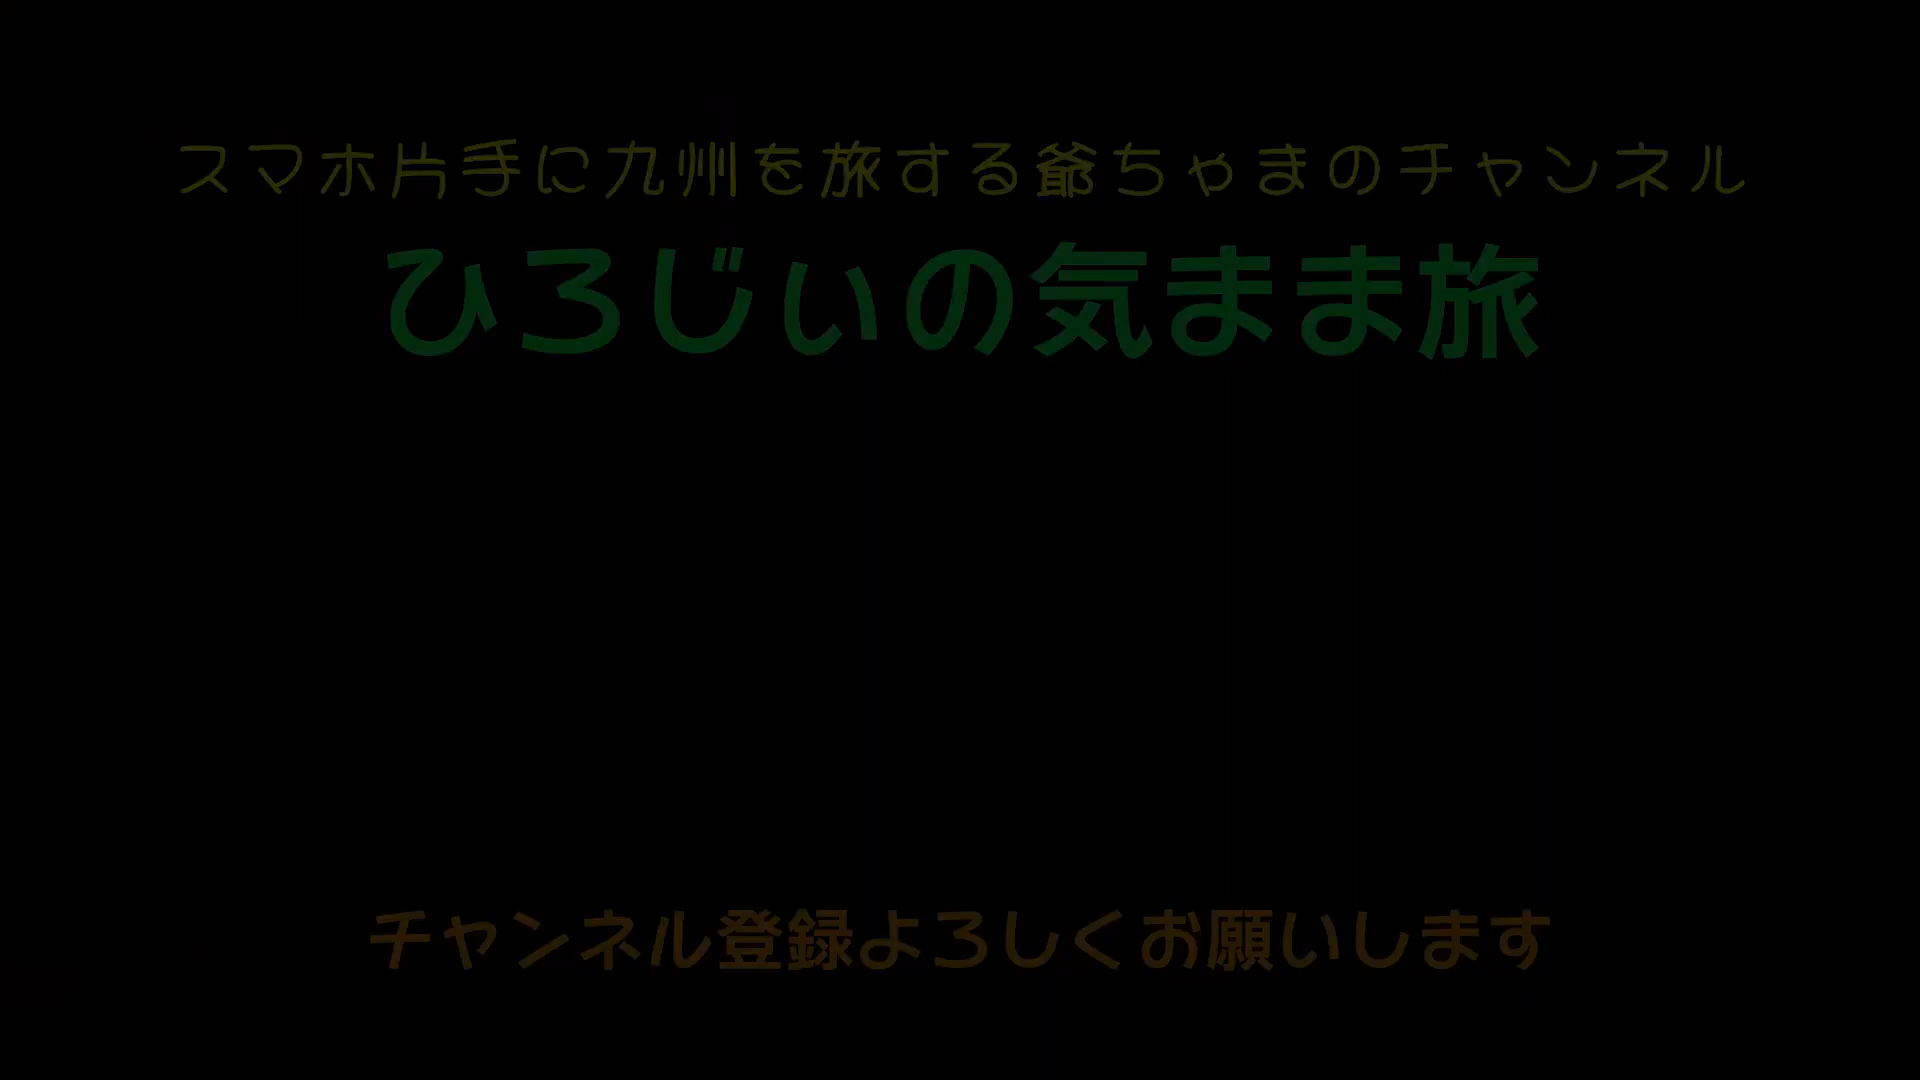 スマホ片手に九州を旅する爺ちゃまのチャンネル
ひろじぃの気まま旅
チャンネル登録よろしくお願いします